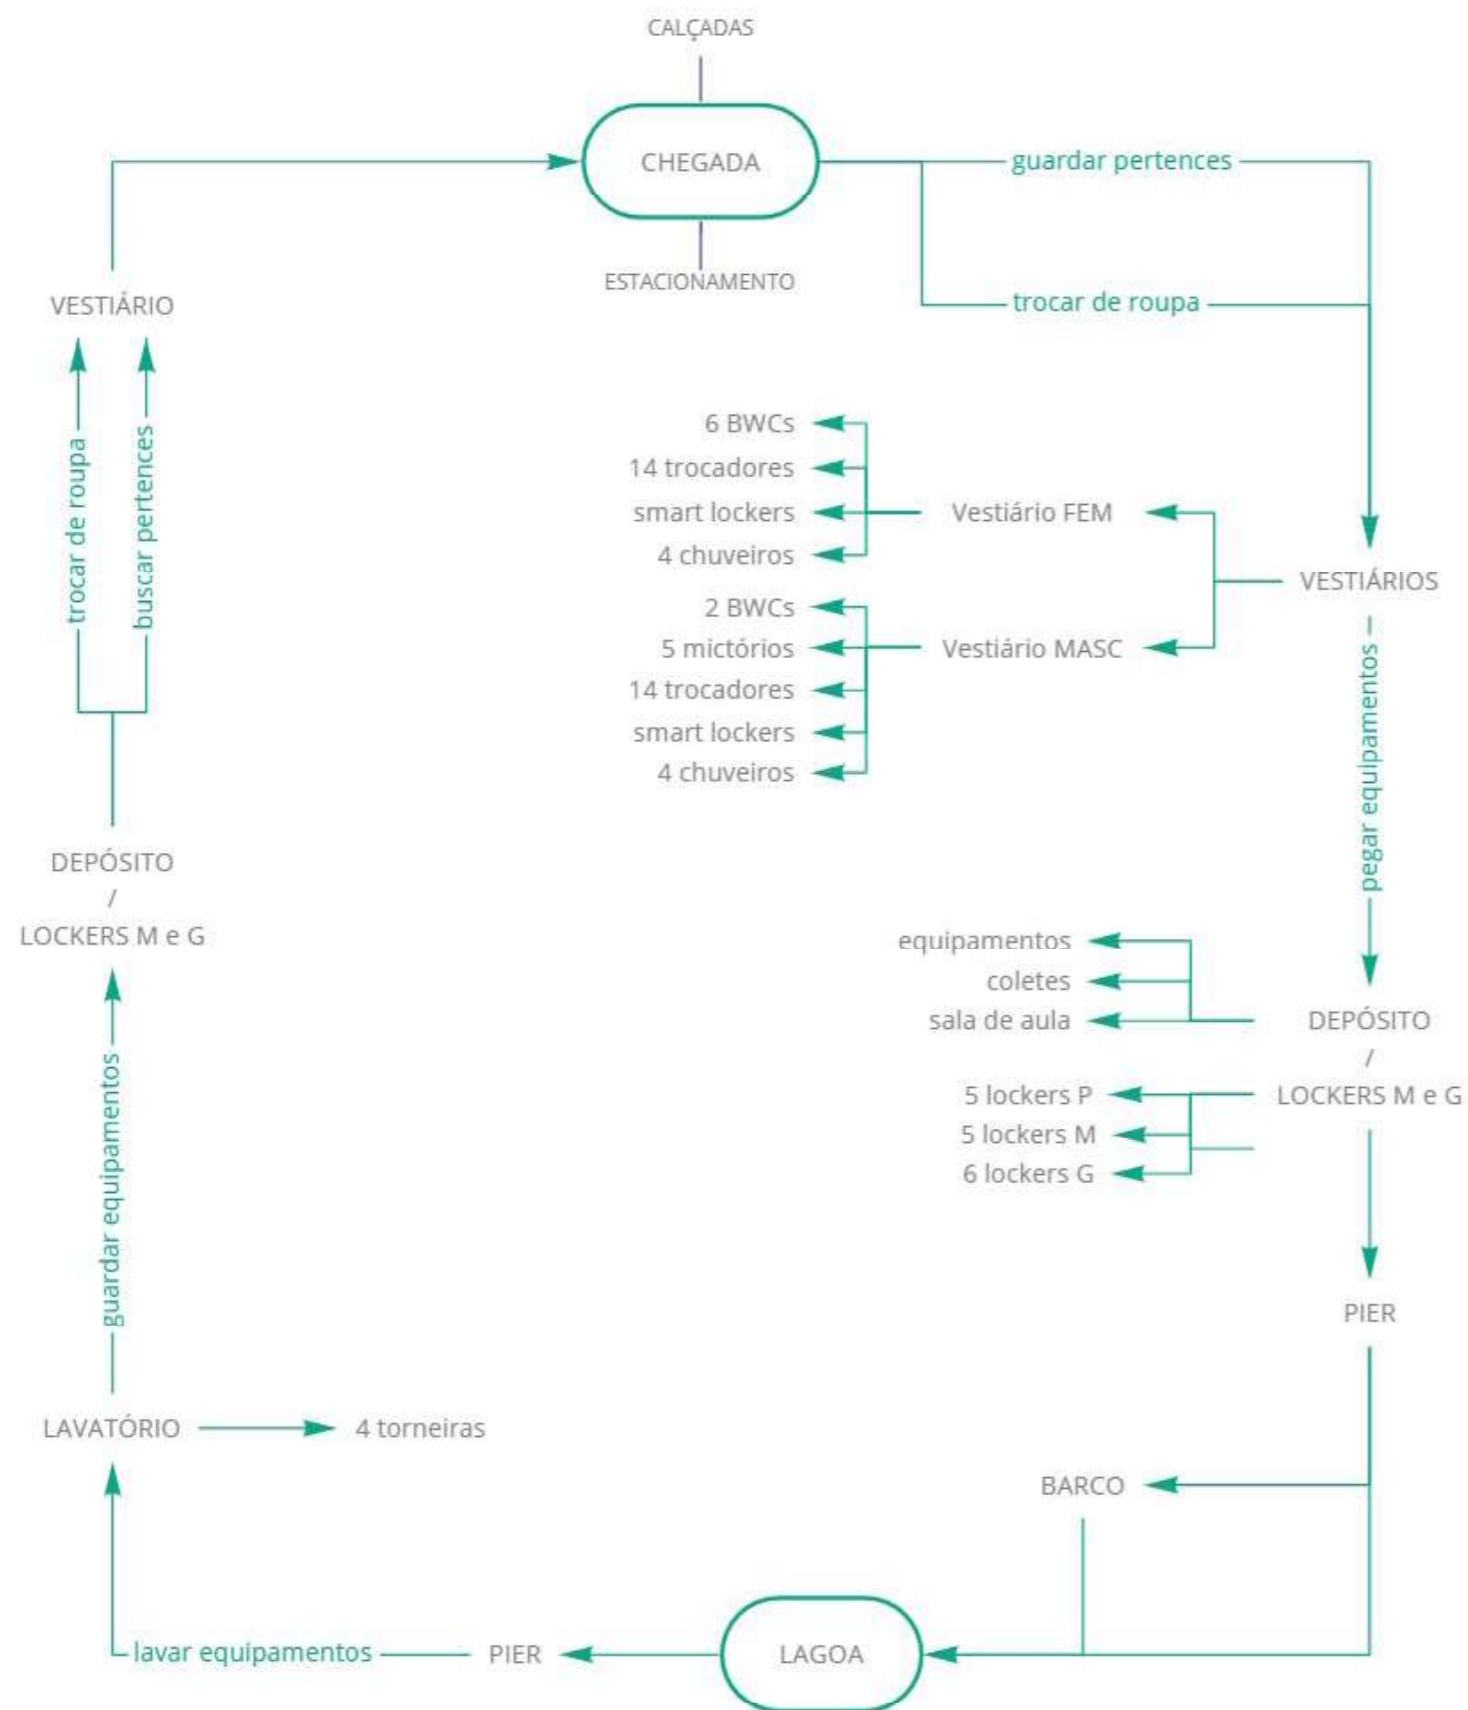 CALÇADAS
CHEGADA
guardar pertences
ESTACIONAMENTO
trocar de roupa
VESTIÁRIO
trocar de roupa
buscar pertences
6 BWCs
14 trocadores
smart lockers
4 chuveiros
Vestiário FEM
2 BWCs
5 mictórios
14 trocadores
smart lockers
4 chuveiros
Vestiário MASC
VESTIÁRIOS
pegar equipamentos
DEPÓSITO
/
LOCKERS M e G
equipamentos
coletes
sala de aula
DEPÓSITO
/
LOCKERS M e G
5 lockers P
5 lockers M
6 lockers G
guardar equipamentos
PIER
LAVATÓRIO
4 torneiras
BARCO
lavar equipamentos
PIER
LAGOA